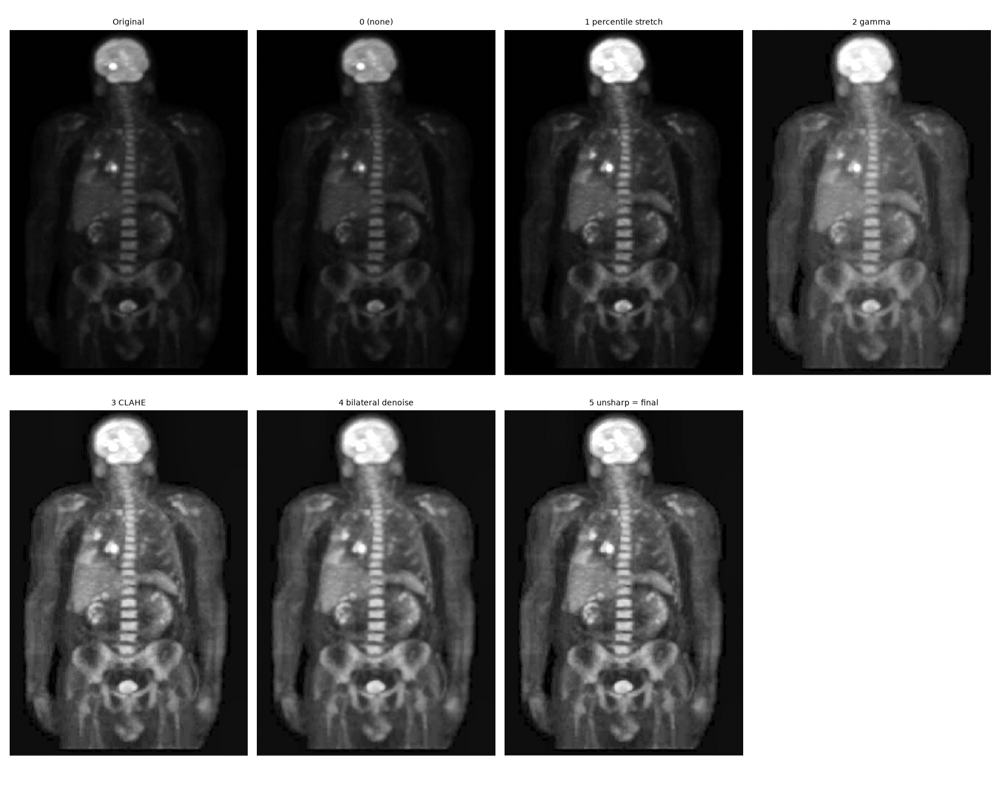 Original
0 (none)
1 percentile stretch
2 gamma
3 CLAHE
4 bilateral denoise
5 unsharp = final